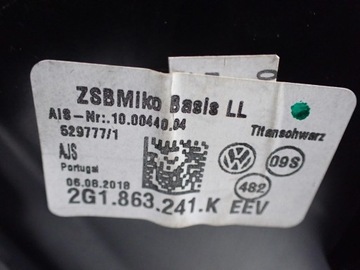 ZSBMiko Basis LL
AIS-Nr.:10.00440.04
529777/1
Titanschwarz
AJS
Portugal
09S
06.08.2018
482
2G1.863.241.K EEV